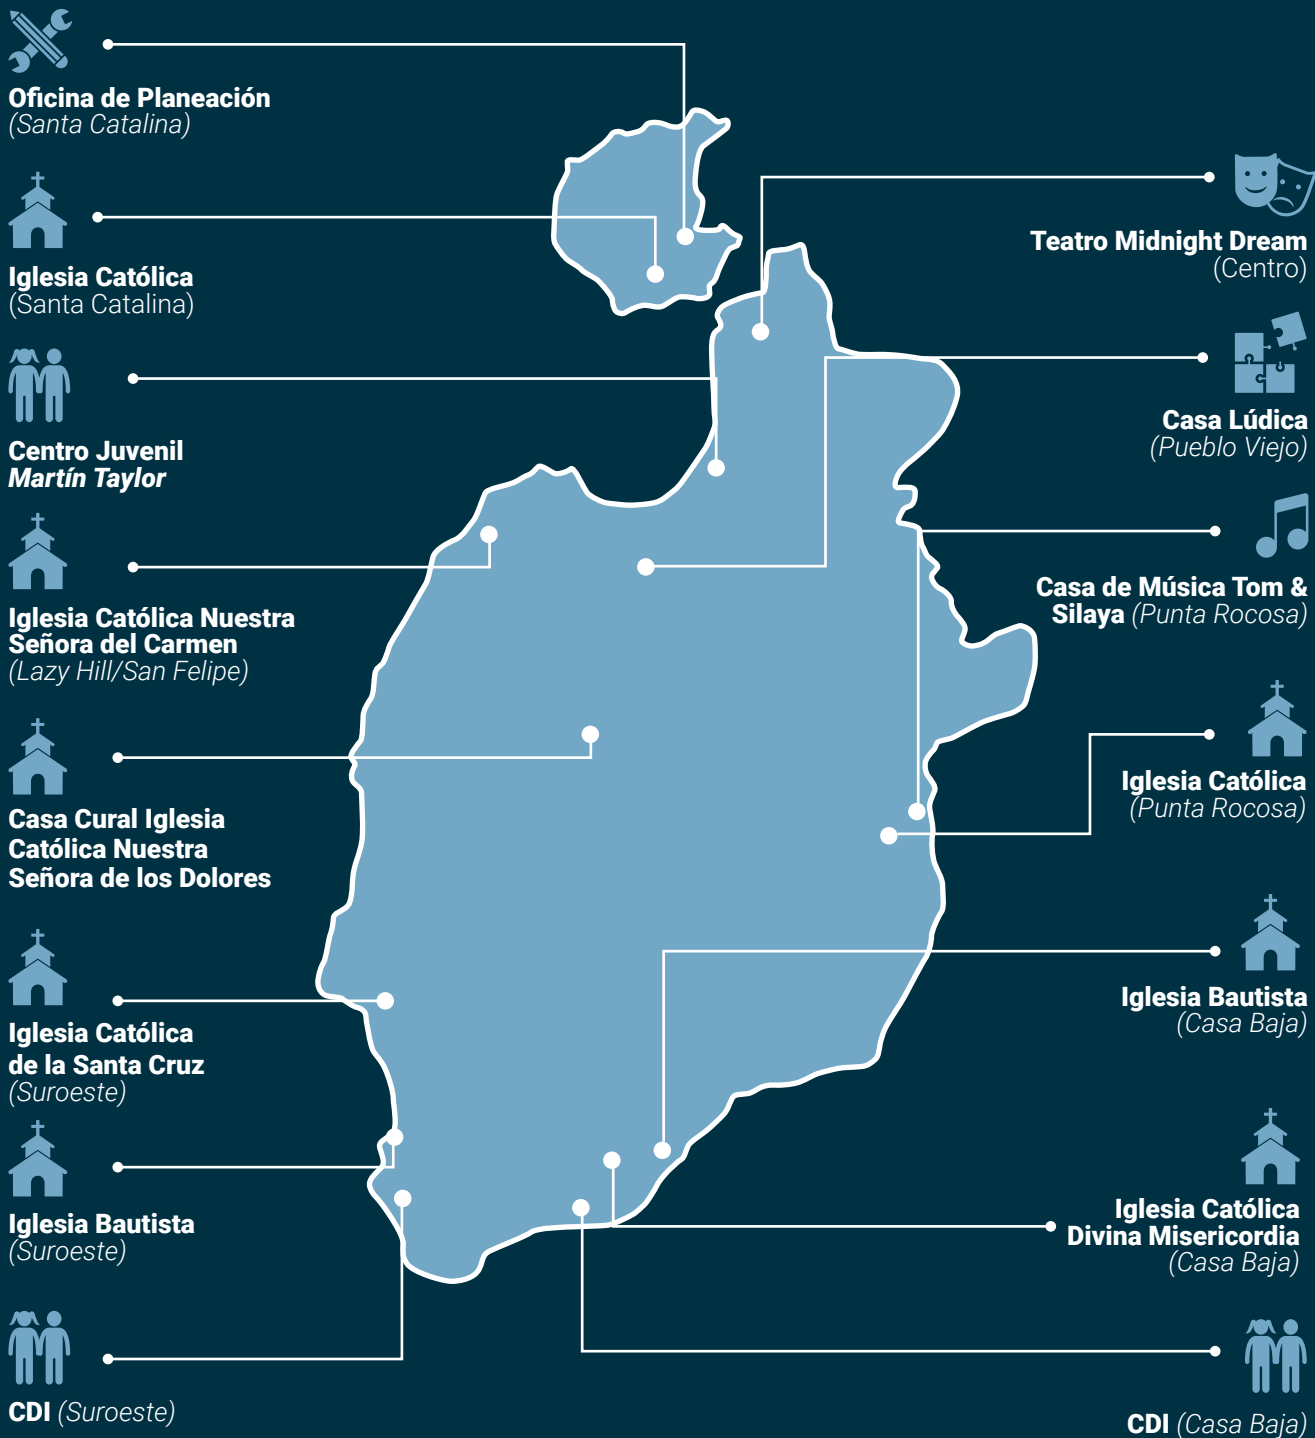 Oficina de Planeación
(Santa Catalina)
Iglesia Católica
(Santa Catalina)
Centro Juvenil
Martín Taylor
Iglesia Católica Nuestra
Señora del Carmen
(Lazy Hill/San Felipe)
Casa Cural Iglesia
Católica Nuestra
Señora de los Dolores
Iglesia Católica
de la Santa Cruz
(Suroeste)
Iglesia Bautista
(Suroeste)
CDI (Suroeste)
Teatro Midnight Dream
(Centro)
Casa Lúdica
(Pueblo Viejo)
Casa de Música Tom &
Silaya (Punta Rocosa)
Iglesia Católica
(Punta Rocosa)
Iglesia Bautista
(Casa Baja)
Iglesia Católica
Divina Misericordia
(Casa Baja)
CDI (Casa Baja)